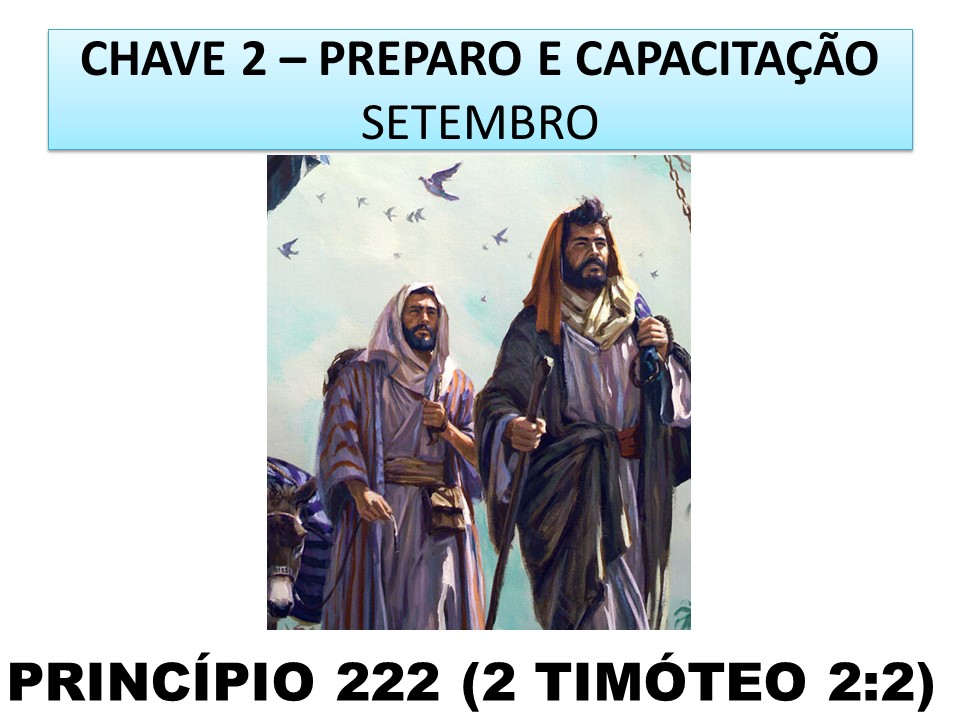 CHAVE 2 – PREPARO E CAPACITAÇÃO
SETEMBRO
PRINCÍPIO 222 (2 TIMÓTEO 2:2)